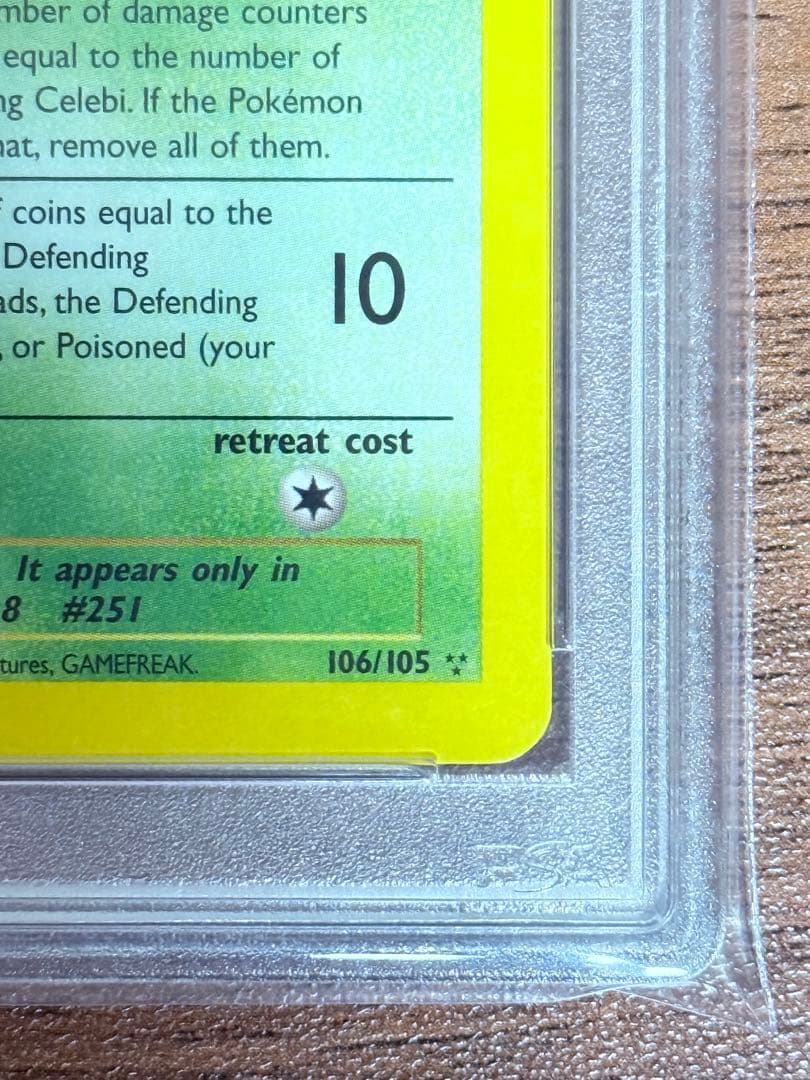 mber of damage counters
equal to the number of
ng Celebi. If the Pokémon
hat, remove all of them.
f coins equal to the
Defending
ads, the Defending
10
, or Poisoned (your
retreat cost
It appears only in
8 #251
tures, GAMEFREAK.
106/105